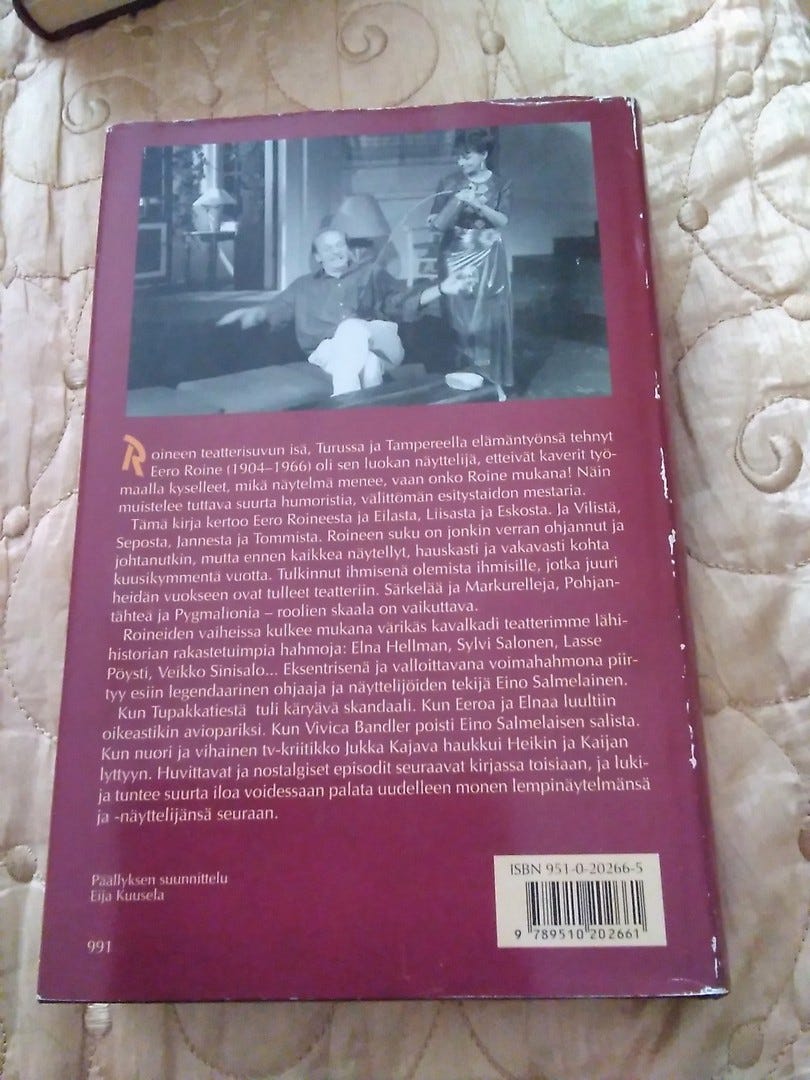 Roineen teatterisuvun isä, Turussa ja Tampereella elämäntyönsä tehnyt
Eero Roine (1904–1966) oli sen luokan näyttelijä, etteivät kaverit työ-
maalla kyselleet, mikä näytelmä menee, vaan onko Roine mukana! Näin
muistelee tuttava suurta humoristia, välittömän esitystaidon mestaria.
Tämä kirja kertoo Eero Roineesta ja Eilasta, Liisasta ja Eskosta. Ja Vilistä,
Seposta, Jannesta ja Tommista. Roineen suku on jonkin verran ohjannut ja
johtanutkin, mutta ennen kaikkea näytellyt, hauskasti ja vakavasti kohta
kuusikymmentä vuotta. Tulkinnut ihmisenä olemista ihmisille, jotka juuri
heidän vuokseen ovat tulleet teatteriin. Särkelää ja Markurelleja, Pohjan-
tähteä ja Pygmalionia – roolien skaala on vaikuttava.
Roineiden vaiheissa kulkee mukana värikäs kavalkadi teatterimme lähi-
historian rakastetuimpia hahmoja: Elna Hellman, Sylvi Salonen, Lasse
Pöysti, Veikko Sinisalo... Eksentrisenä ja valloittavana voimahahmona piir-
tyy esiin legendaarinen ohjaaja ja näyttelijöiden tekijä Eino Salmelainen.
Kun Tupakkatiestä tuli käryävä skandaali. Kun Eeroa ja Elnaa luultiin
oikeastikin aviopariksi. Kun Vivica Bandler poisti Eino Salmelaisen salista.
Kun nuori ja vihainen tv-kriitikko Jukka Kajava haukkui Heikin ja Kaijan
lyttyyn. Huvittavat ja nostalgiset episodit seuraavat kirjassa toisiaan, ja luki-
ja tuntee suurta iloa voidessaan palata uudelleen monen lempinäytelmänsä
ja -näyttelijänsä seuraan.
Päällyksen suunnittelu
Eija Kuusela
991
ISBN 951-0-20266-5
9 789510 202661